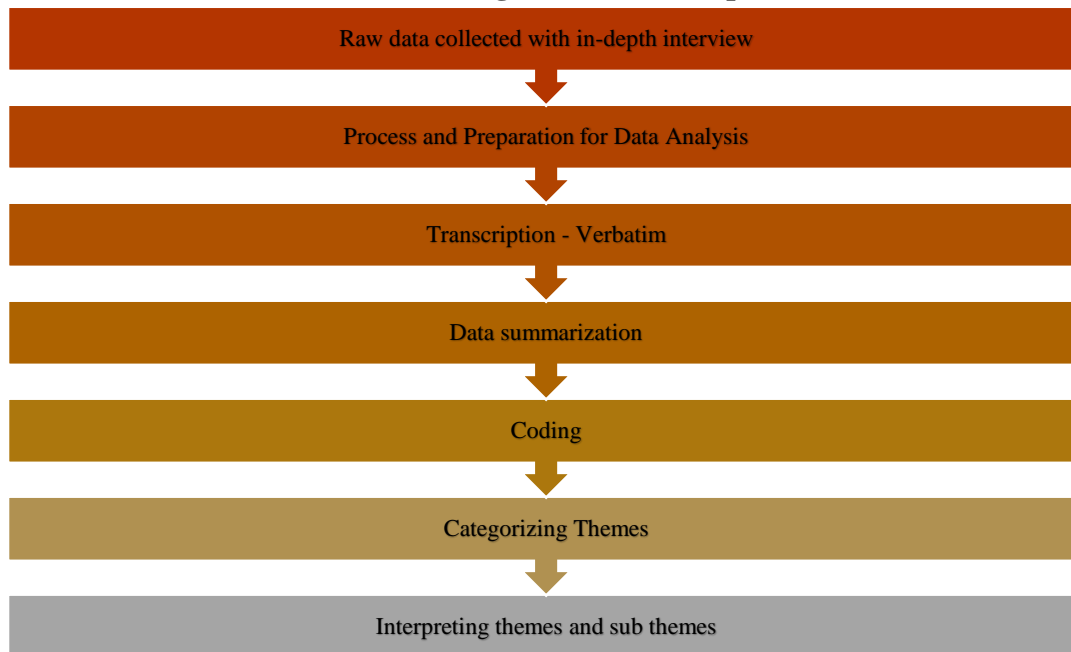 Raw data collected with in-depth interview
Process and Preparation for Data Analysis
Transcription - Verbatim
Data summarization
Coding
Categorizing Themes
Interpreting themes and sub themes